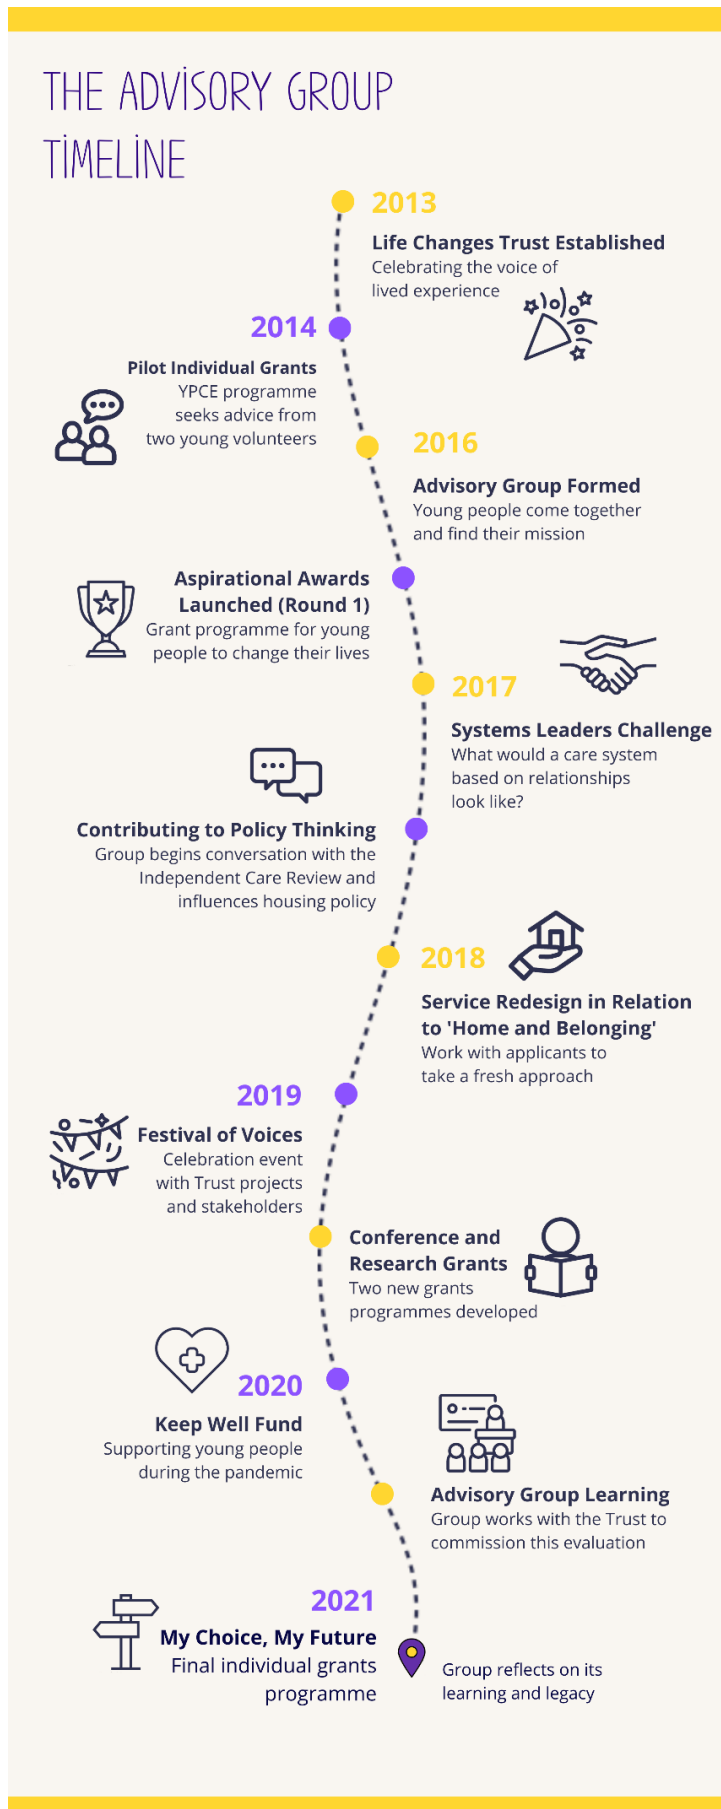 THE ADVISORY GROUP
TIMELINE
2013
Life Changes Trust Established
Celebrating the voice of
lived experience
2014
Pilot Individual Grants
YPCE programme
seeks advice from
two young volunteers
2016
Advisory Group Formed
Young people come together
and find their mission
Aspirational Awards
Launched (Round 1)
Grant programme for young
people to change their lives
2017
Systems Leaders Challenge
What would a care system
based on relationships
look like?
Contributing to Policy Thinking
Group begins conversation with the
Independent Care Review and
influences housing policy
2018
Service Redesign in Relation
to 'Home and Belonging'
Work with applicants to
take a fresh approach
2019
Festival of Voices
Celebration event
with Trust projects
and stakeholders
Conference and
Research Grants
Two new grants
programmes developed
2020
Keep Well Fund
Supporting young people
during the pandemic
Advisory Group Learning
Group works with the Trust to
commission this evaluation
2021
My Choice, My Future
Final individual grants
programme
Group reflects on its
learning and legacy